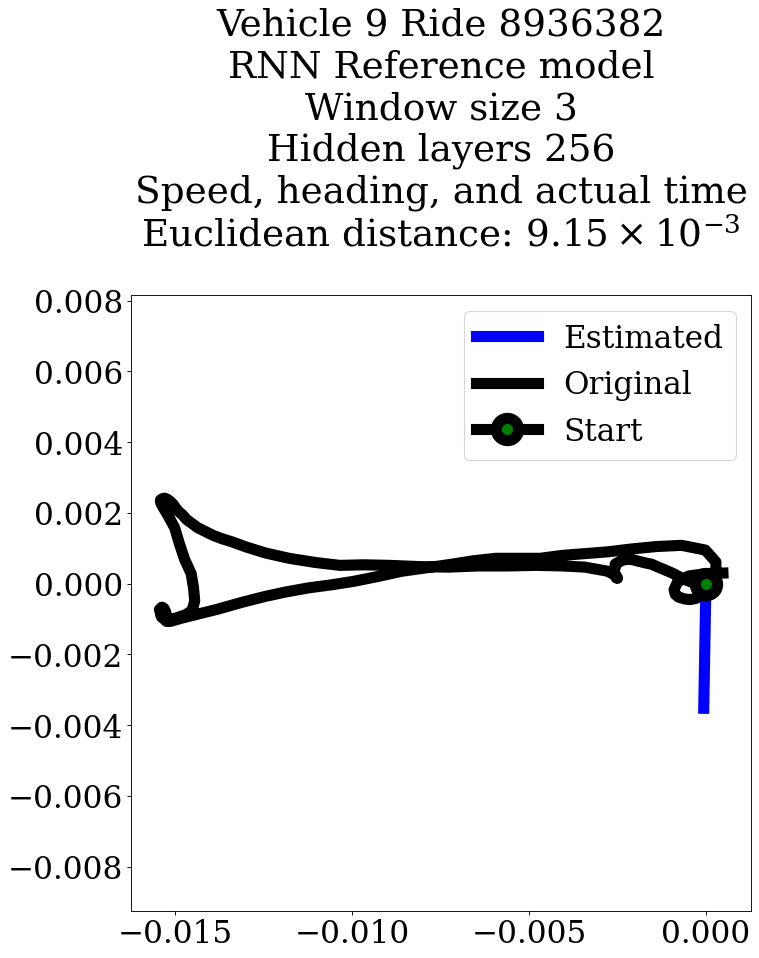 Vehicle 9 Ride 8936382
RNN Reference model
Window size 3
Hidden layers 256
Speed, heading, and actual time
Euclidean distance: 9.15 × 10⁻³
Estimated
Original
Start
0.008
0.006
0.004
0.002
0.000
−0.002
−0.004
−0.006
−0.008
−0.015 −0.010 −0.005 0.000